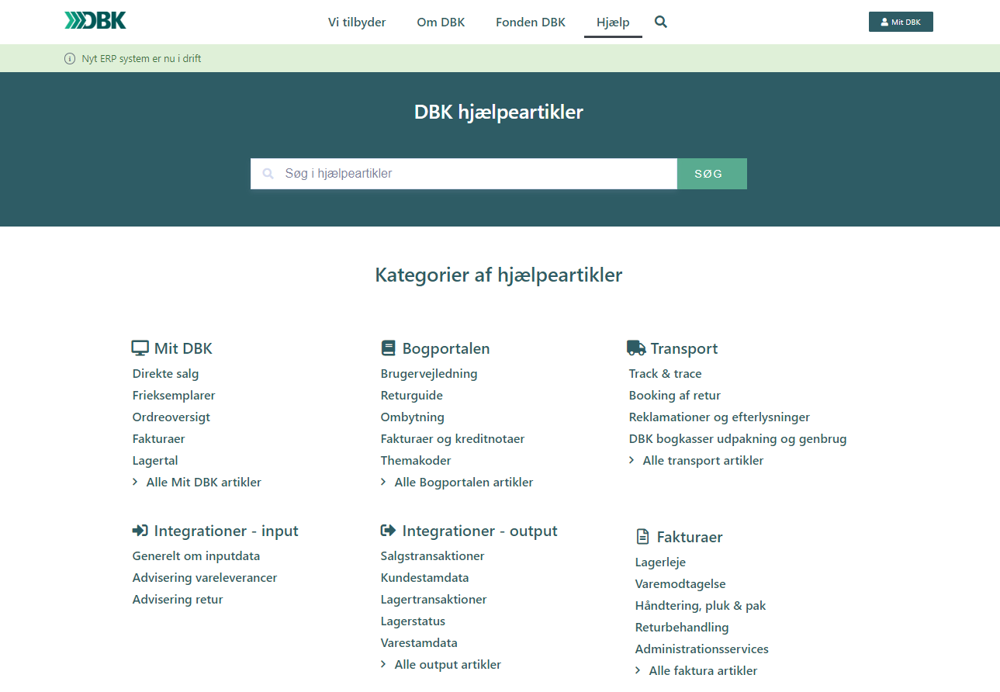 DBK
Vi tilbyder
Om DBK
Fonden DBK
Hjælp
Mit DBK
Nyt ERP system er nu i drift
DBK hjælpeartikler
Søg i hjælpeartikler
SØG
Kategorier af hjælpeartikler
Mit DBK
Direkte salg
Frieksemplarer
Ordreoversigt
Fakturaer
Lagertal
Alle Mit DBK artikler
Bogportalen
Brugervejledning
Returguide
Ombytning
Fakturaer og kreditnotaer
Themakoder
Alle Bogportalen artikler
Transport
Track & trace
Booking af retur
Reklamationer og efterlysninger
DBK bogkasser udpakning og genbrug
Alle transport artikler
Integrationer - input
Generelt om inputdata
Advisering vareleverancer
Advisering retur
Integrationer - output
Salgstransaktioner
Kundestamdata
Lagertransaktioner
Lagerstatus
Varestamdata
Alle output artikler
Fakturaer
Lagerleje
Varemodtagelse
Håndtering, pluk & pak
Returbehandling
Administrationsservices
Alle faktura artikler